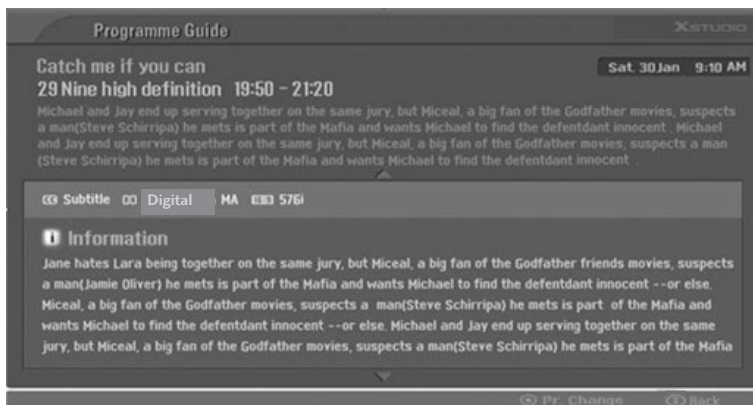 Programme Guide
XSTUDIO
Catch me if you can
Sat, 30 Jan 9:10 AM
29 Nine high definition 19:50 - 21:20
Michael and Jay end up serving together on the same jury, but Miceal, a big fan of the Godfather movies, suspects
a man(Steve Schirripa) he mets is part of the Mafia and wants Michael to find the defentdant innocent . Michael
and Jay end up serving together on the same jury, but Miceal, a big fan of the Godfather movies, suspects a man
(Steve Schirripa) he mets is part of the Mafia and wants Michael to find the defentdant innocent .
Subtitle Digital MA 576i
Information
Jane hates Lara being together on the same jury, but Miceal, a big fan of the Godfather friends movies, suspects
a man(Jamie Oliver) he mets is part of the Mafia and wants Michael to find the defentdant innocent --or else.
Miceal, a big fan of the Godfather movies, suspects a man(Steve Schirripa) he mets is part of the Mafia and
wants Michael to find the defentdant innocent --or else. Michael and Jay end up serving together on the same
jury, but Miceal, a big fan of the Godfather movies, suspects a man(Steve Schirripa) he mets is part of the Mafia
Pr. Change Back